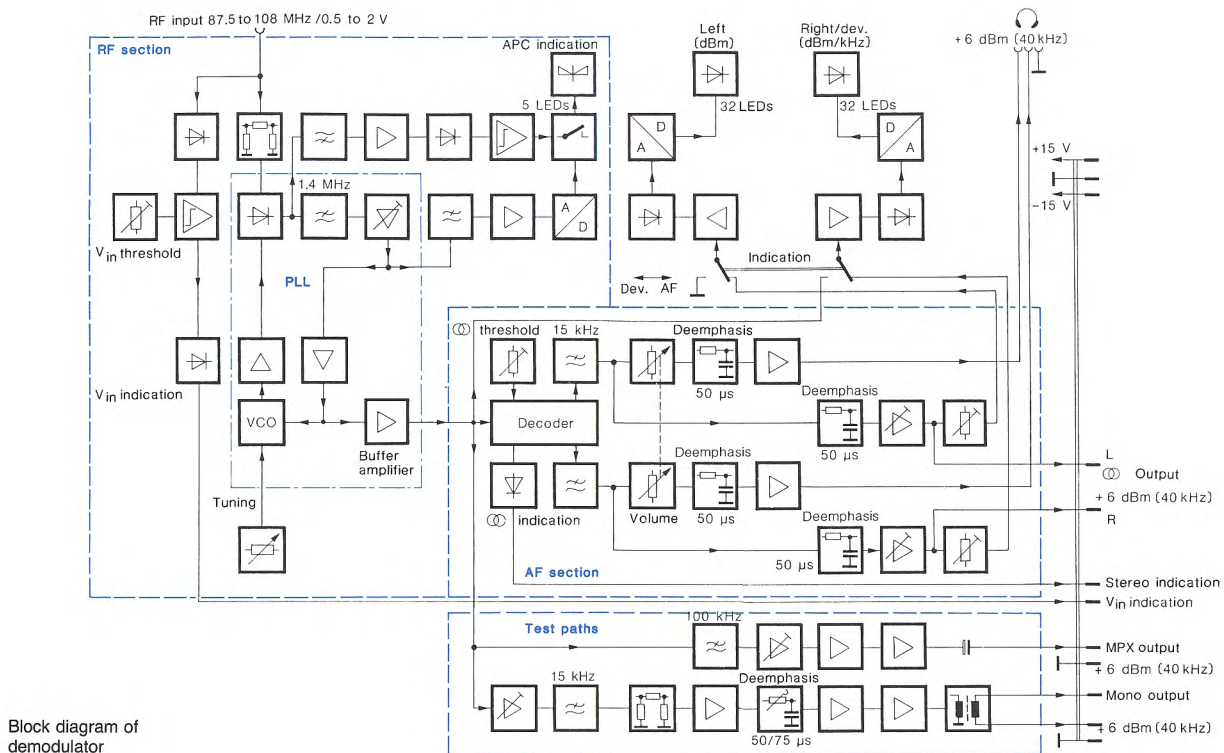 RF input 87.5 to 108 MHz /0.5 to 2 V
RF section
APC indication
5 LEDs
Left
(dBm)
32 LEDs
Right/dev.
(dBm/kHz)
32 LEDs
+ 6 dBm (40 kHz)
D
A
D
A
+15 V
-15 V
1.4 MHz
A
D
V in threshold
PLL
Indication
Dev. AF
threshold
15 kHz
Deemphasis
50 µs
V in indication
VCO
Decoder
Deemphasis
50 µs
Buffer
amplifier
Deemphasis
50 µs
Tuning
indication
Volume
Deemphasis
50 µs
L
Output
+ 6 dBm (40 kHz)
R
AF section
Stereo indication
V in indication
Test paths
100 kHz
MPX output
+ 6 dBm (40 kHz)
15 kHz
Deemphasis
50/75 µs
Mono output
+ 6 dBm (40 kHz)
Block diagram of
demodulator